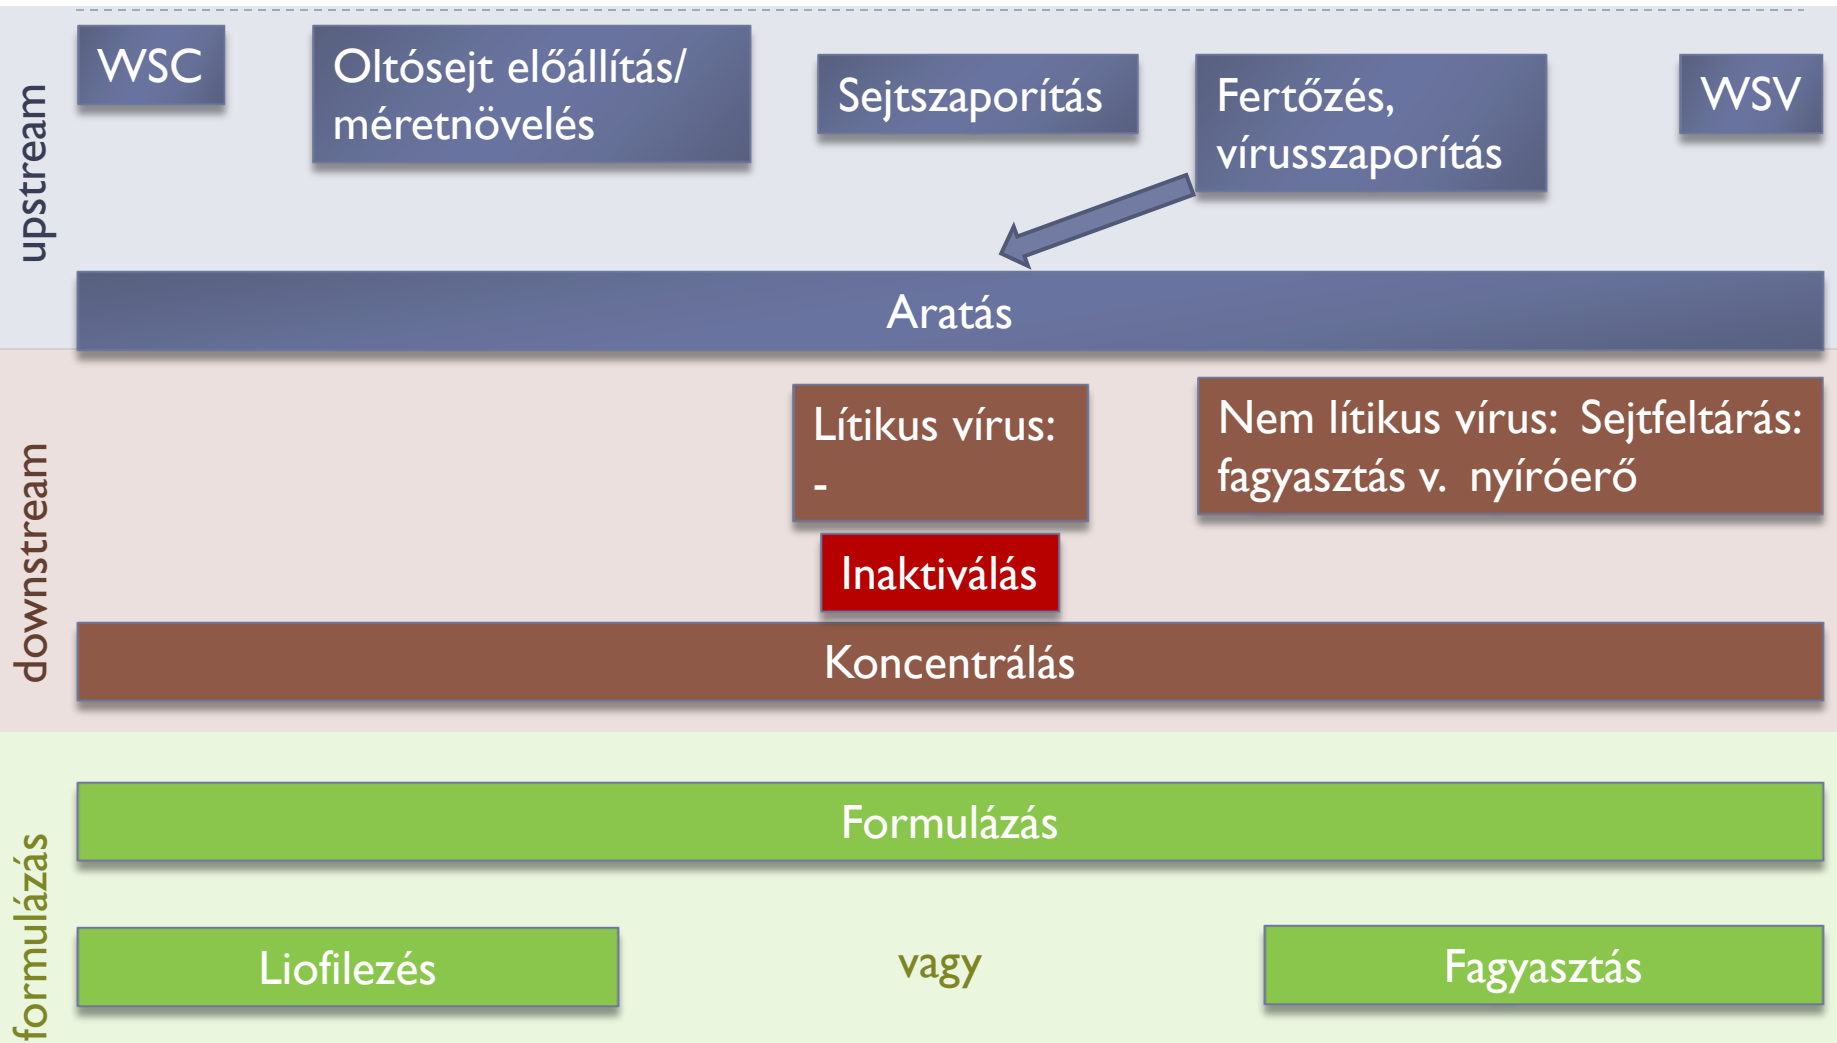 upstream
WSC
Oltósejt előállítás/
méretnövelés
Sejtszaporítás
Fertőzés,
vírusszaporítás
WSV
Aratás
downstream
Lítikus vírus:
-
Nem lítikus vírus: Sejtfeltárás:
fagyasztás v. nyíróerő
Inaktiválás
Koncentrálás
formulázás
Formulázás
Liofilezés
vagy
Fagyasztás